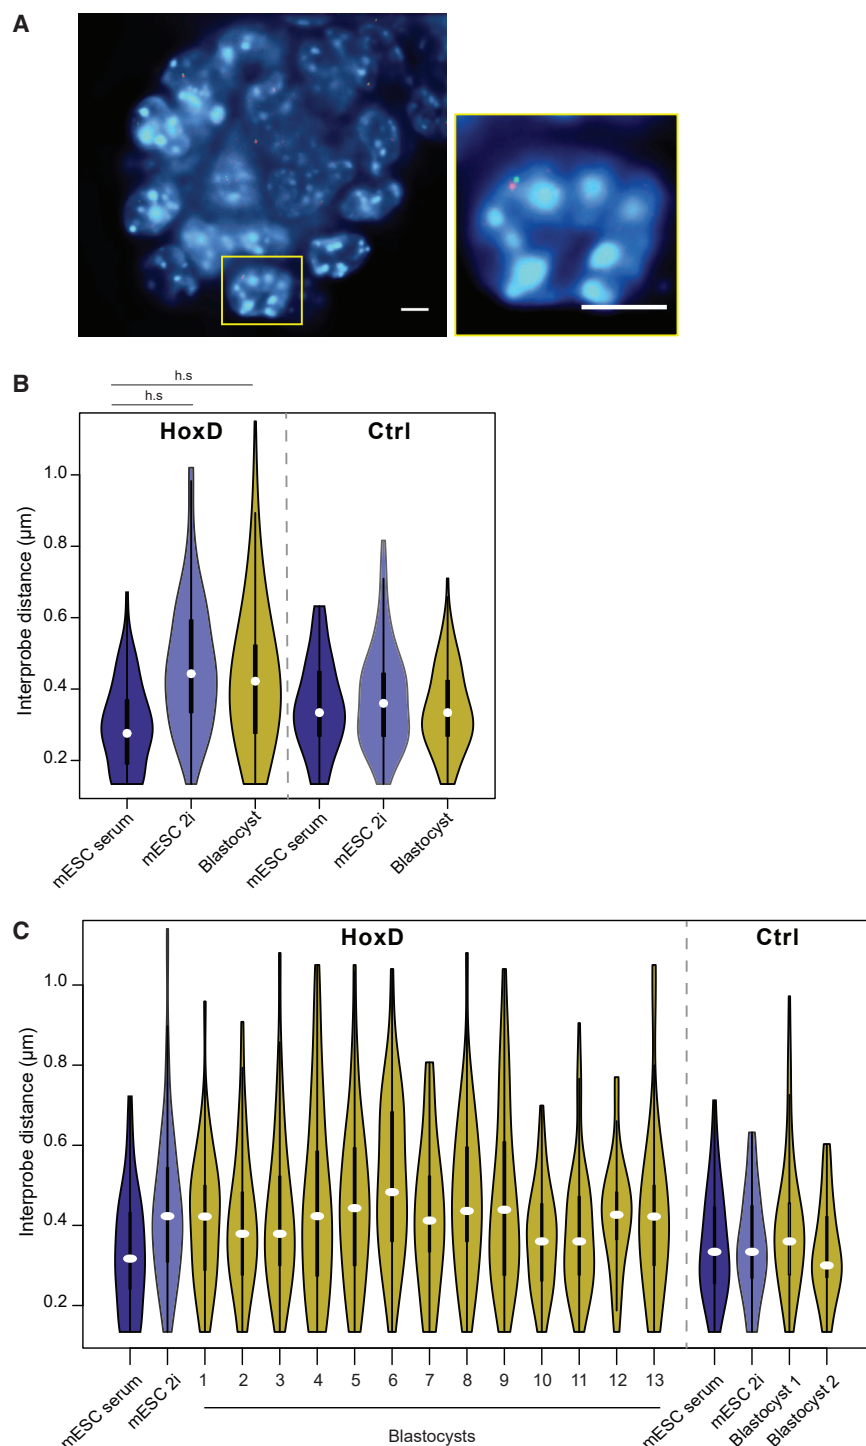 A
B
h.s
h.s
HoxD
Ctrl
Interprobe distance (µm)
1.0
0.8
0.6
0.4
0.2
mESC serum
mESC 2i
Blastocyst
mESC serum
mESC 2i
Blastocyst
C
HoxD
Ctrl
Interprobe distance (µm)
1.0
0.8
0.6
0.4
0.2
mESC serum
mESC 2i
1 2 3 4 5 6 7 8 9 10 11 12 13
Blastocysts
mESC serum
mESC 2i
Blastocyst 1
Blastocyst 2